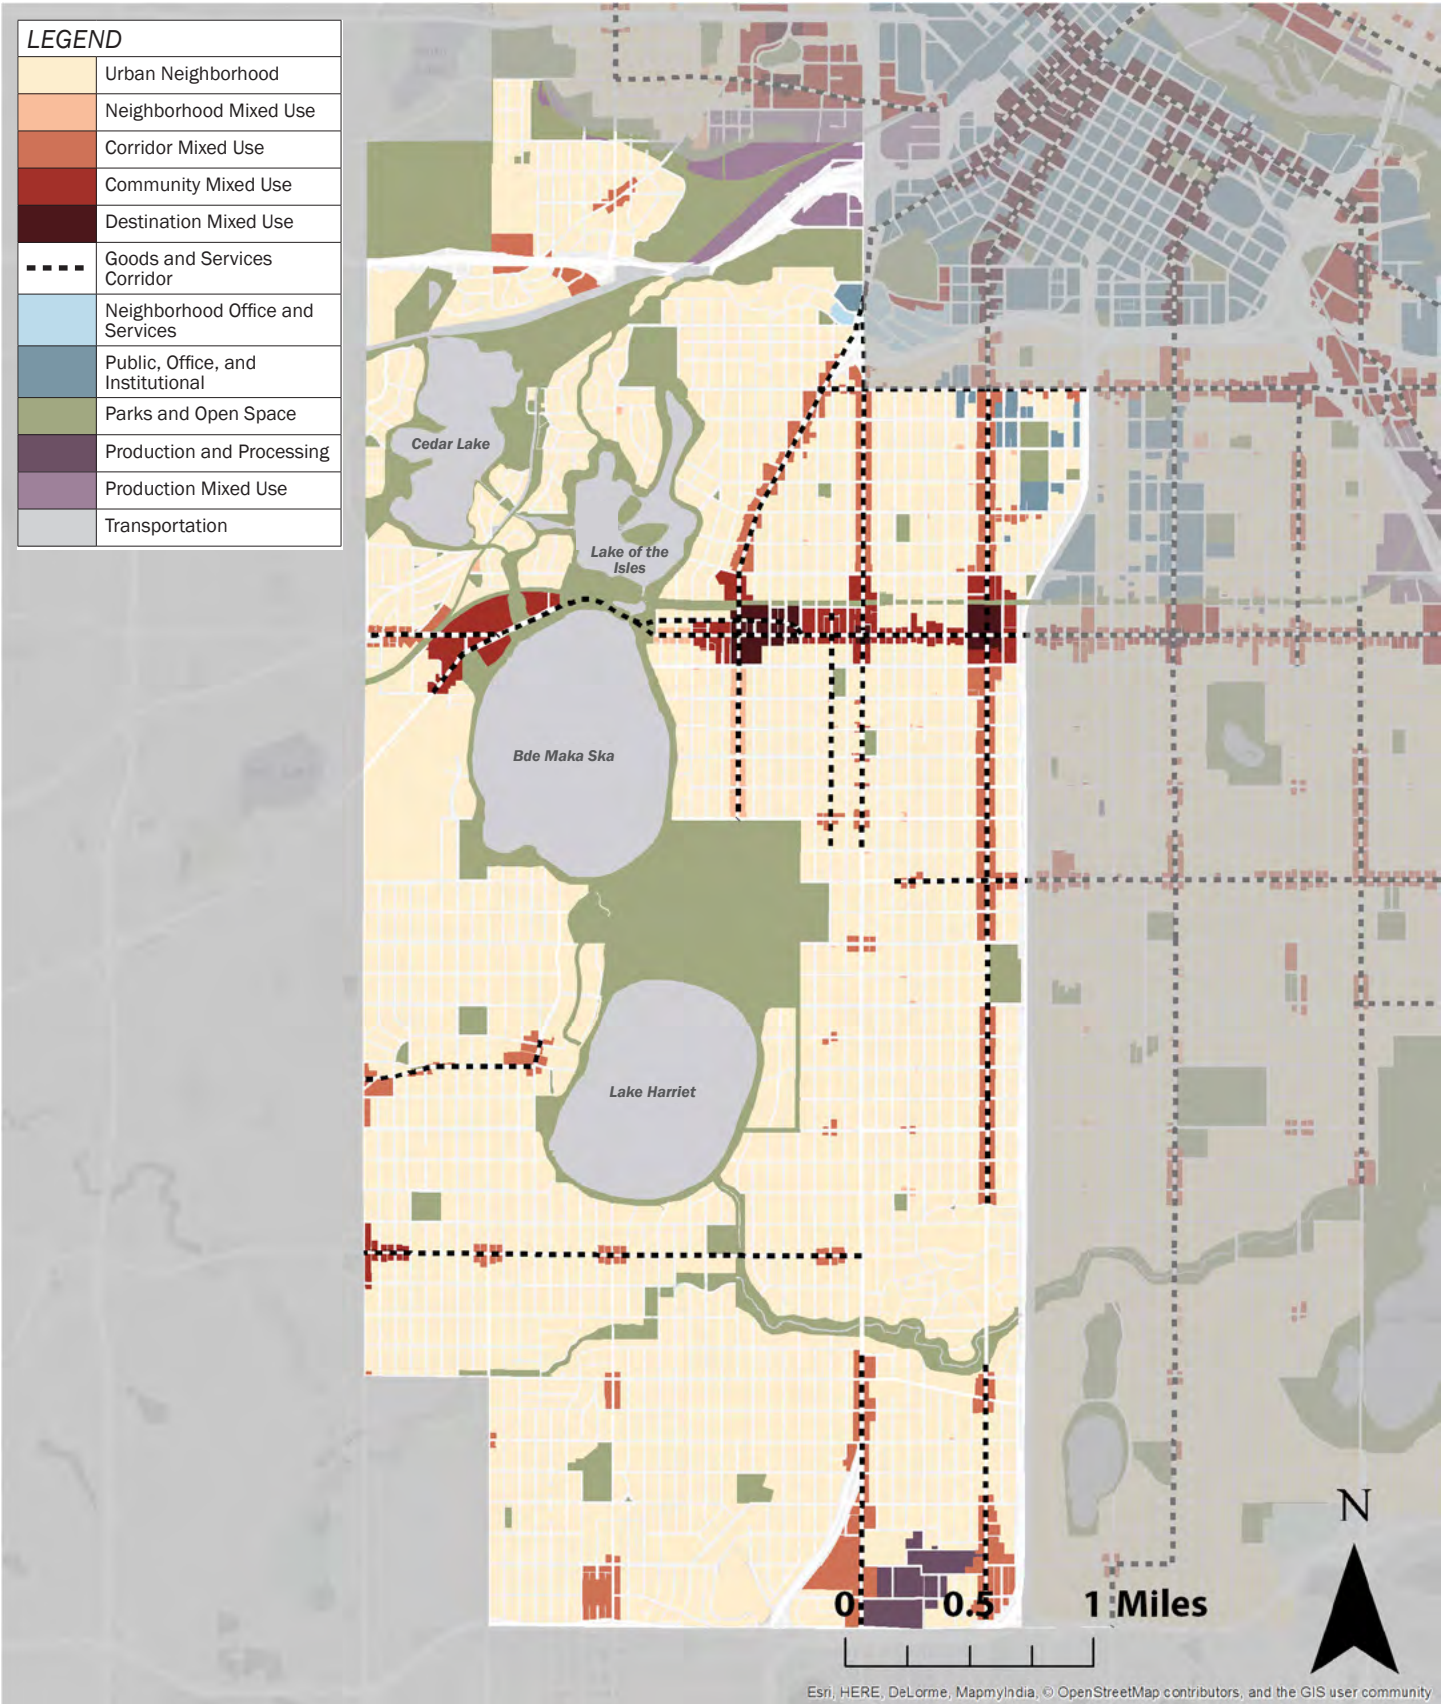 LEGEND
Urban Neighborhood
Neighborhood Mixed Use
Corridor Mixed Use
Community Mixed Use
Destination Mixed Use
Goods and Services
Corridor
Neighborhood Office and
Services
Public, Office, and
Institutional
Parks and Open Space
Production and Processing
Production Mixed Use
Transportation
Cedar Lake
Lake of the
Isles
Bde Maka Ska
Lake Harriet
N
0 0.5 1 Miles
Esri, HERE, DeLorme, MapmyIndia, © OpenStreetMap contributors, and the GIS user community